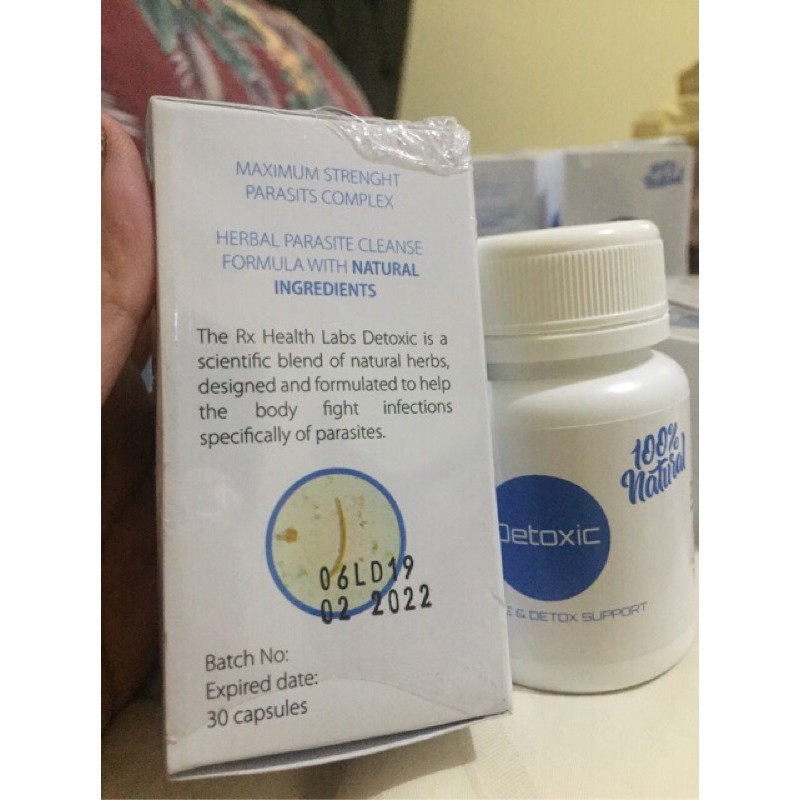 MAXIMUM STRENGHT
PARASITS COMPLEX
HERBAL PARASITE CLEANSE
FORMULA WITH NATURAL
INGREDIENTS
The Rx Health Labs Detoxic is a
scientific blend of natural herbs,
designed and formulated to help
the body fight infections
specifically of parasites.
06LD19
02 2022
Batch No:
Expired date:
30 capsules
100%
Natural
Detoxic
& DETOX SUPPORT
100%
Natural